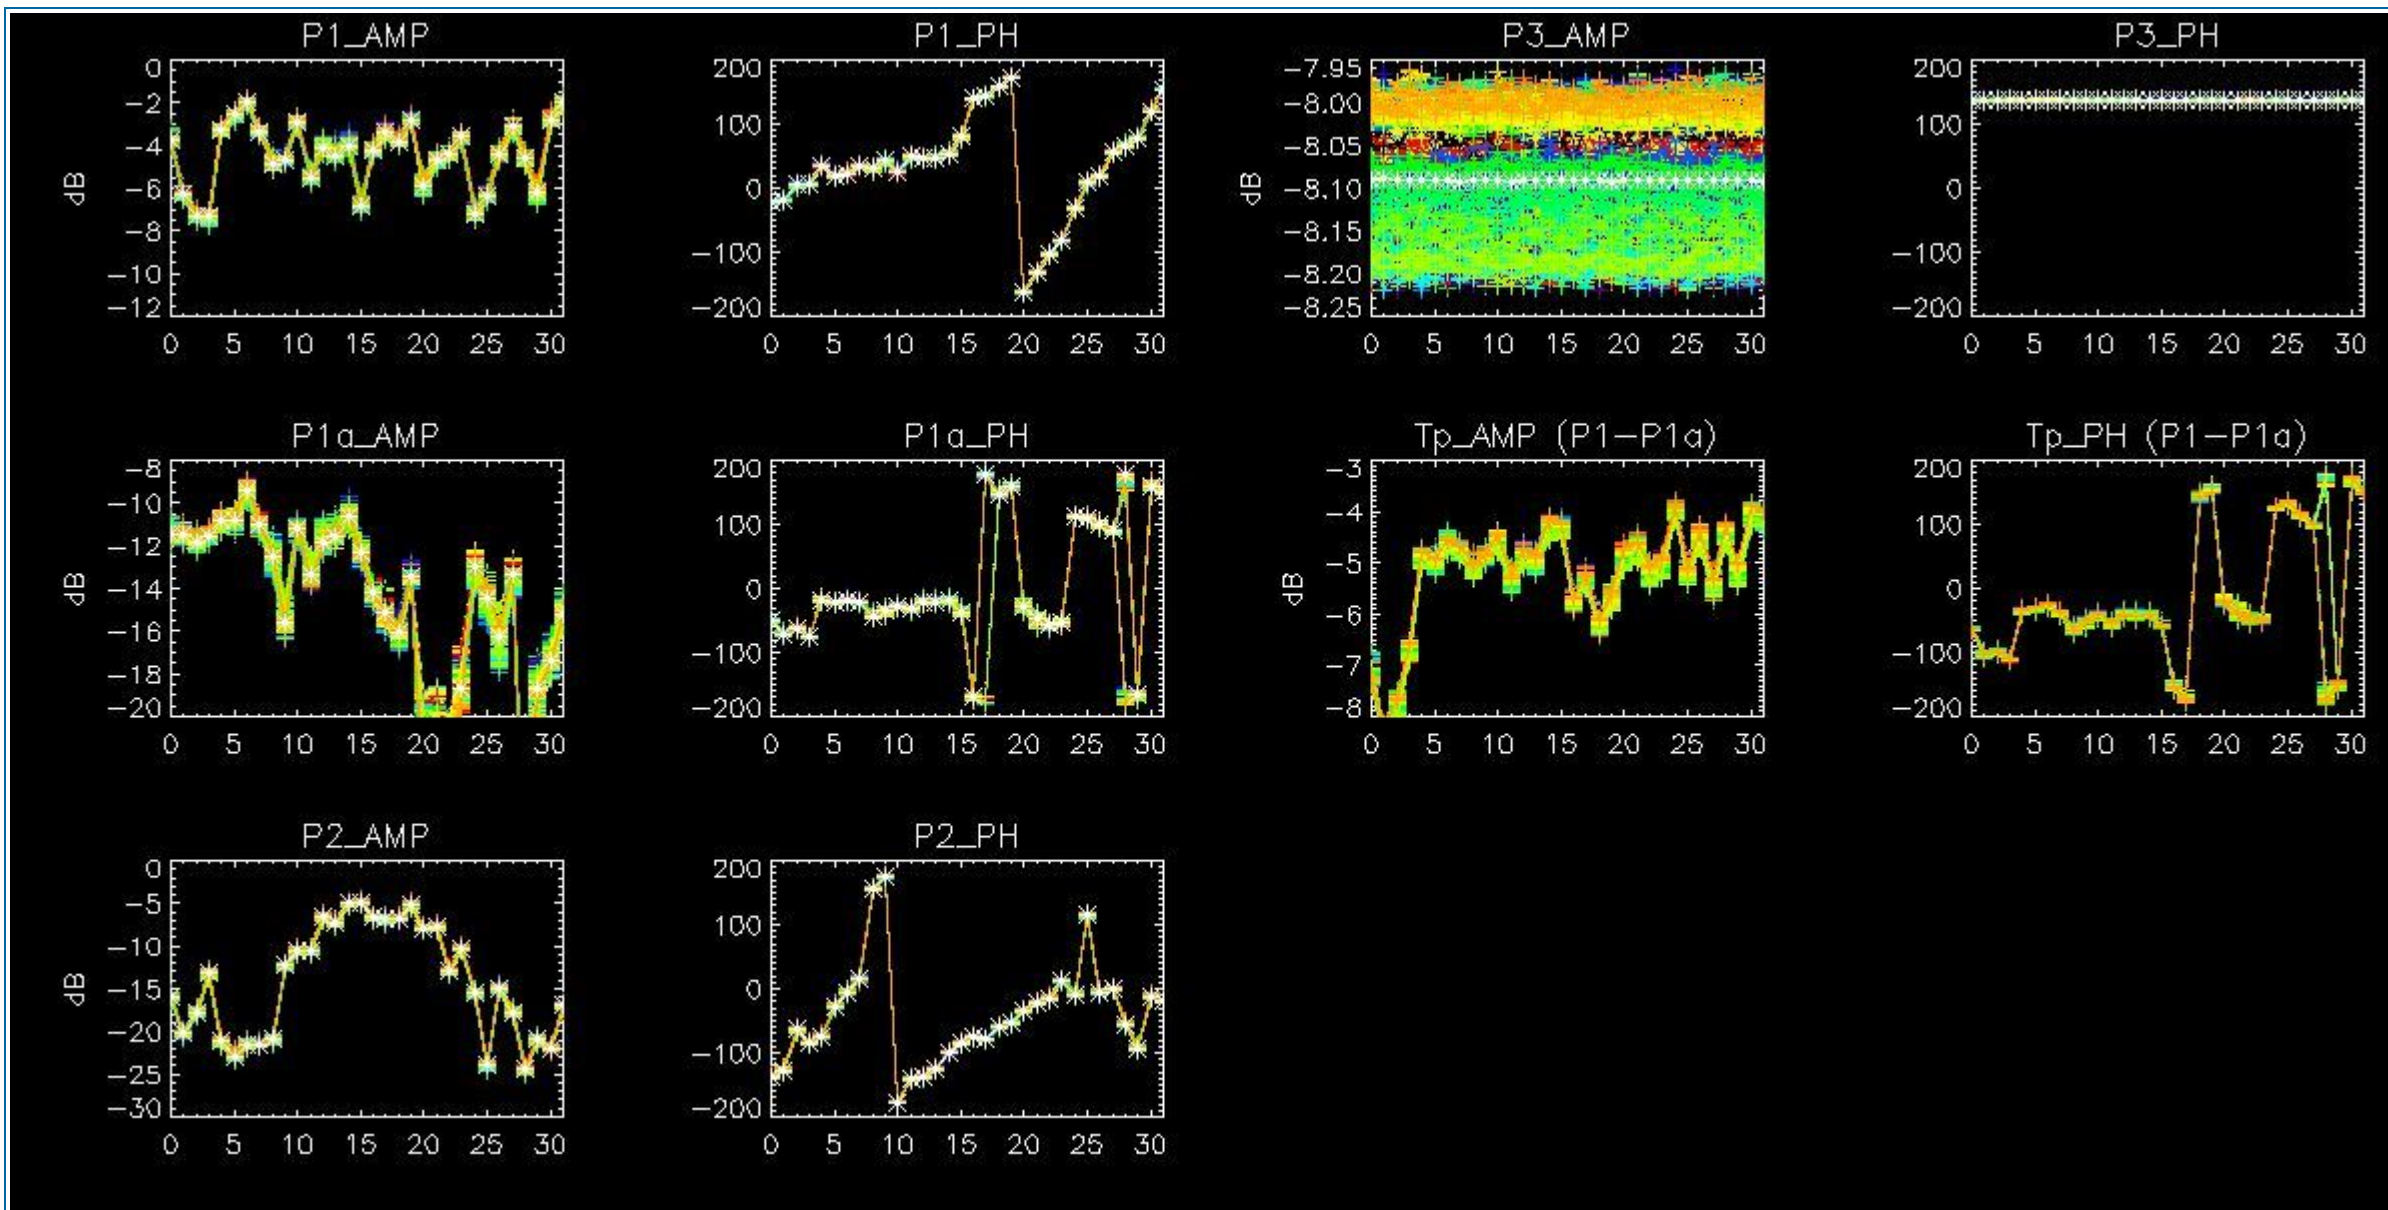 P1_AMP
0
−2
−4
−6
−8
−10
−12
dB
0 5 10 15 20 25 30
P1_PH
200
100
0
−100
−200
0 5 10 15 20 25 30
P3_AMP
−7.95
−8.00
−8.05
−8.10
−8.15
−8.20
−8.25
dB
0 5 10 15 20 25 30
P3_PH
200
100
0
−100
−200
0 5 10 15 20 25 30
P1a_AMP
−8
−10
−12
−14
−16
−18
−20
dB
0 5 10 15 20 25 30
P1a_PH
200
100
0
−100
−200
0 5 10 15 20 25 30
Tp_AMP (P1−P1a)
−3
−4
−5
−6
−7
−8
dB
0 5 10 15 20 25 30
Tp_PH (P1−P1a)
200
100
0
−100
−200
0 5 10 15 20 25 30
P2_AMP
0
−5
−10
−15
−20
−25
−30
dB
0 5 10 15 20 25 30
P2_PH
200
100
0
−100
−200
0 5 10 15 20 25 30